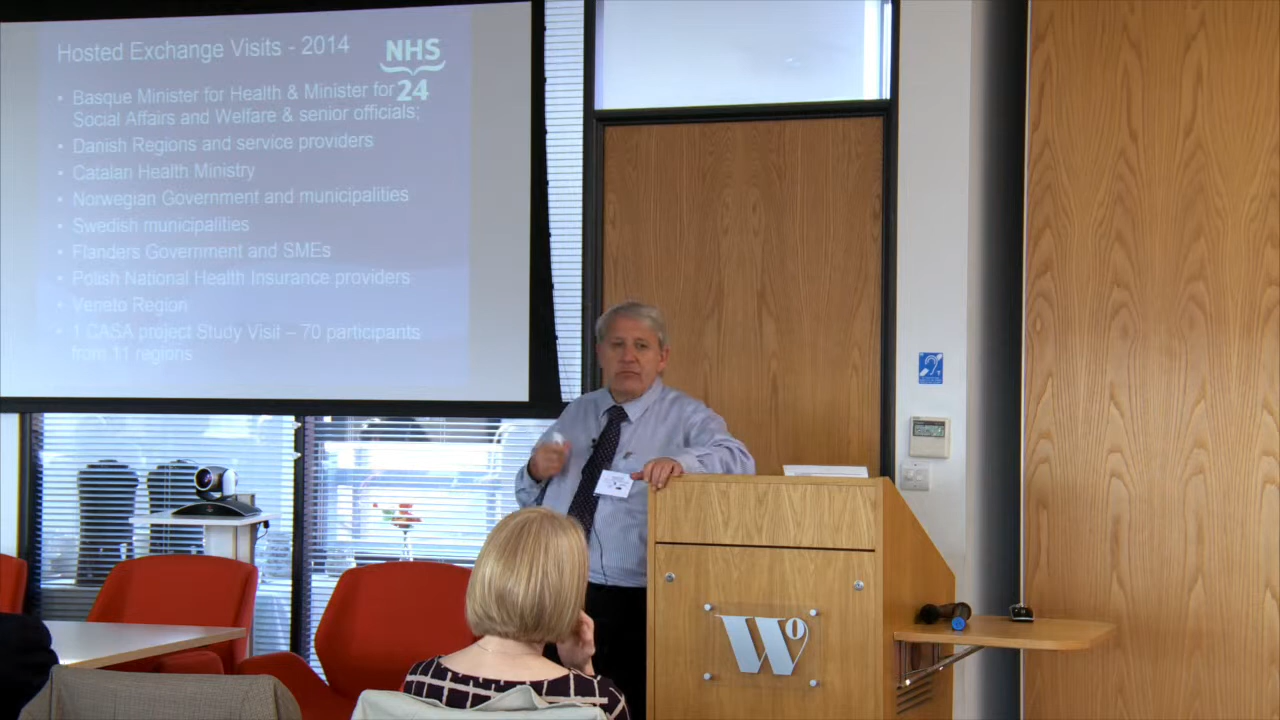 Hosted Exchange Visits - 2014
NHS
24
• Basque Minister for Health & Minister for
Social Affairs and Welfare & senior officials;
• Danish Regions and service providers
• Catalan Health Ministry
• Norwegian Government and municipalities
• Swedish municipalities
• Flanders Government and SMEs
• Polish National Health Insurance providers
• Veneto Region
• 1 CASA project Study Visit – 70 participants
from 11 regions
Wo